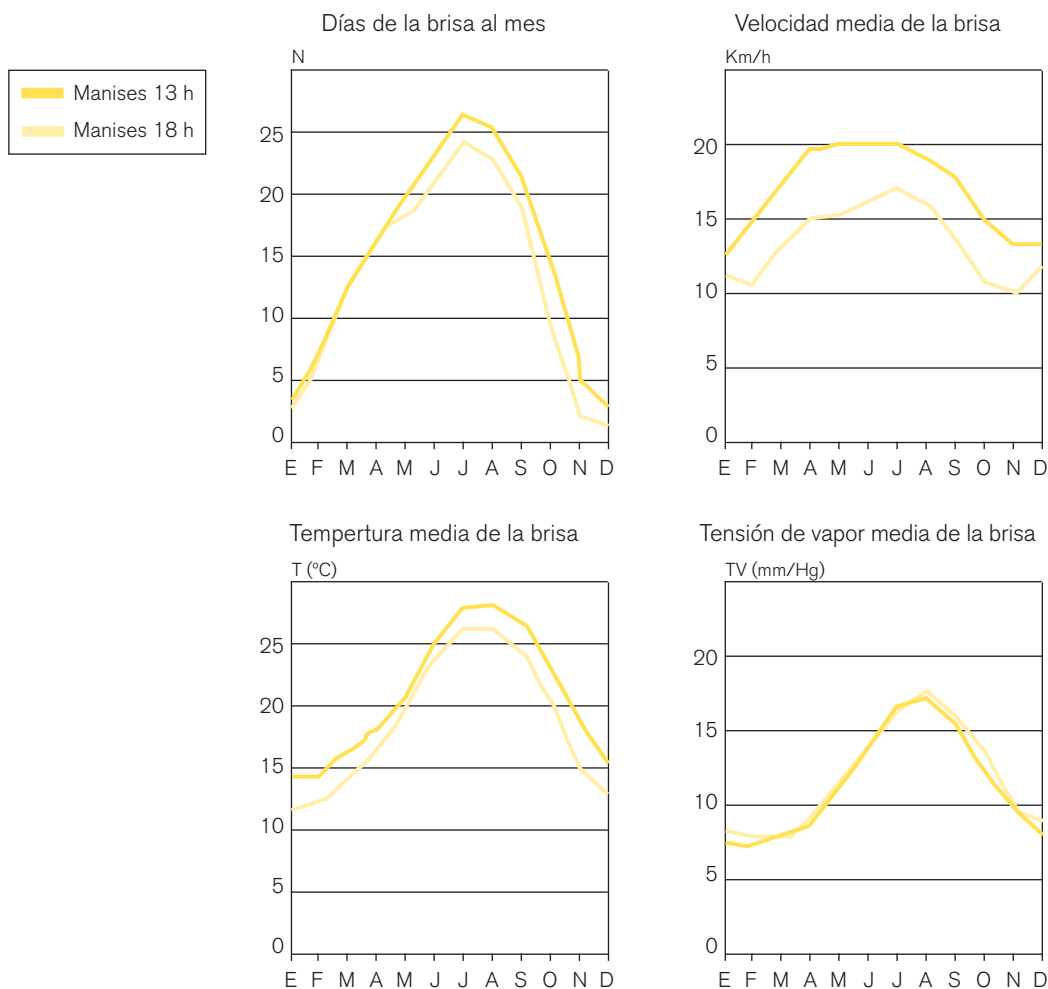 Días de la brisa al mes
Velocidad media de la brisa
Manises 13 h
Manises 18 h
N
25
20
15
10
5
0
E F M A M J J A S O N D
Km/h
20
15
10
5
0
E F M A M J J A S O N D
Tempertura media de la brisa
Tensión de vapor media de la brisa
T (ºC)
25
20
15
10
5
0
E F M A M J J A S O N D
TV (mm/Hg)
20
15
10
5
0
E F M A M J J A S O N D